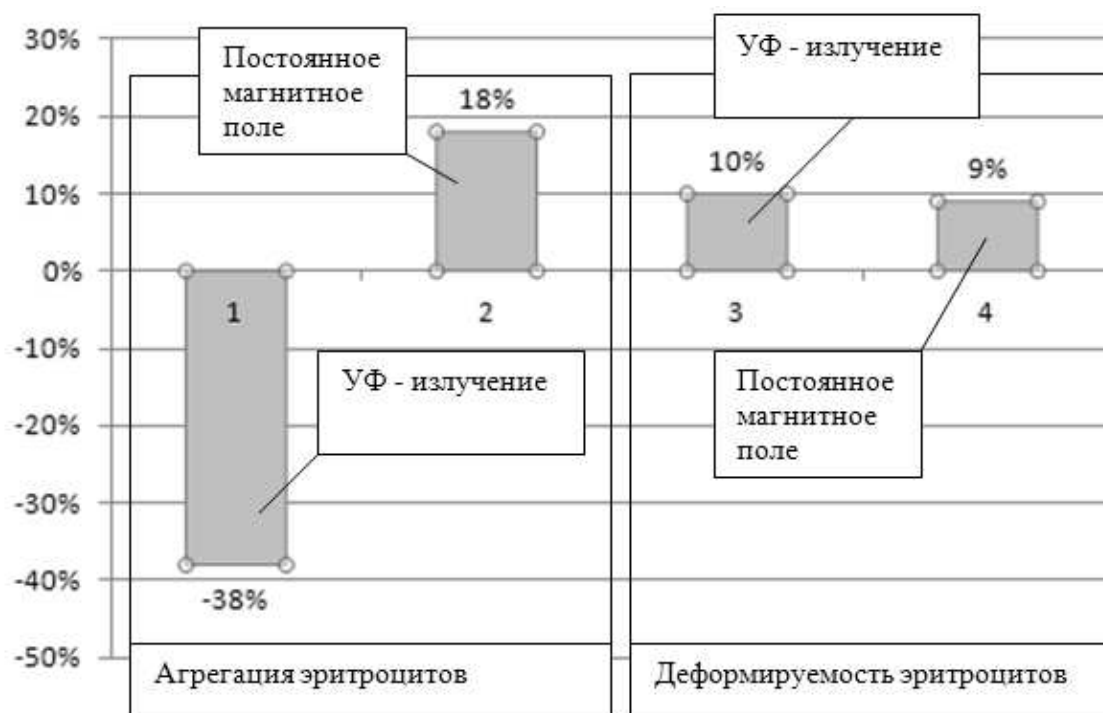 30%
20%
10%
0%
-10%
-20%
-30%
-40%
-50%
Постоянное
магнитное
поле
18%
1
2
УФ - излучение
-38%
Агрегация эритроцитов
УФ - излучение
10%
9%
3
4
Постоянное
магнитное
поле
Деформируемость эритроцитов